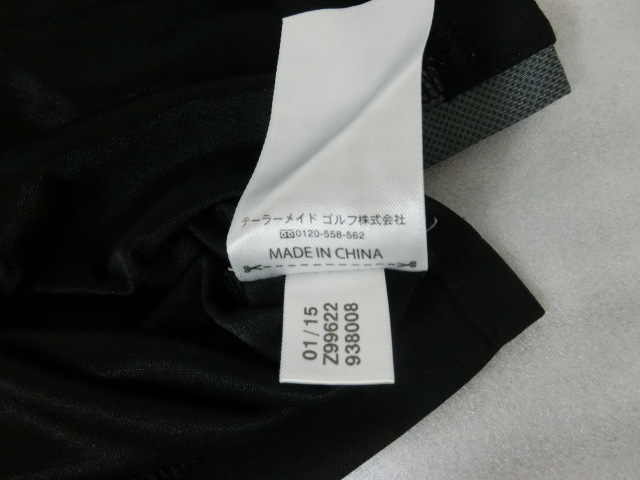 テーラーメイド ゴルフ株式会社
0120-558-562
MADE IN CHINA
01/15
Z99622
938008